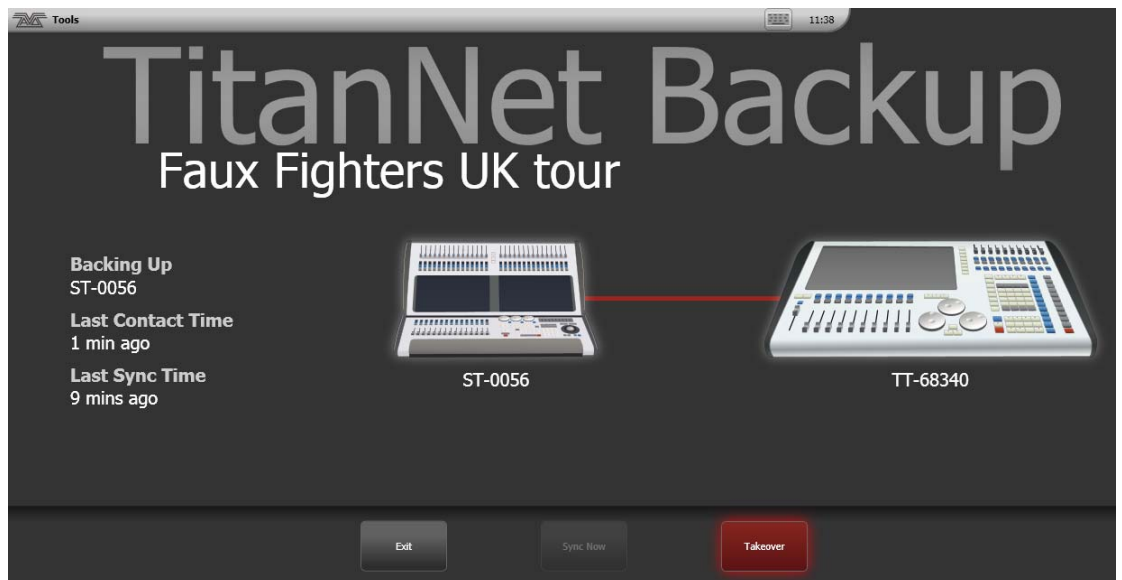 Tools
11:38
TitanNet Backup
Faux Fighters UK tour
Backing Up
ST-0056
Last Contact Time
1 min ago
Last Sync Time
9 mins ago
ST-0056
TT-68340
Exit
Sync Now
Takeover